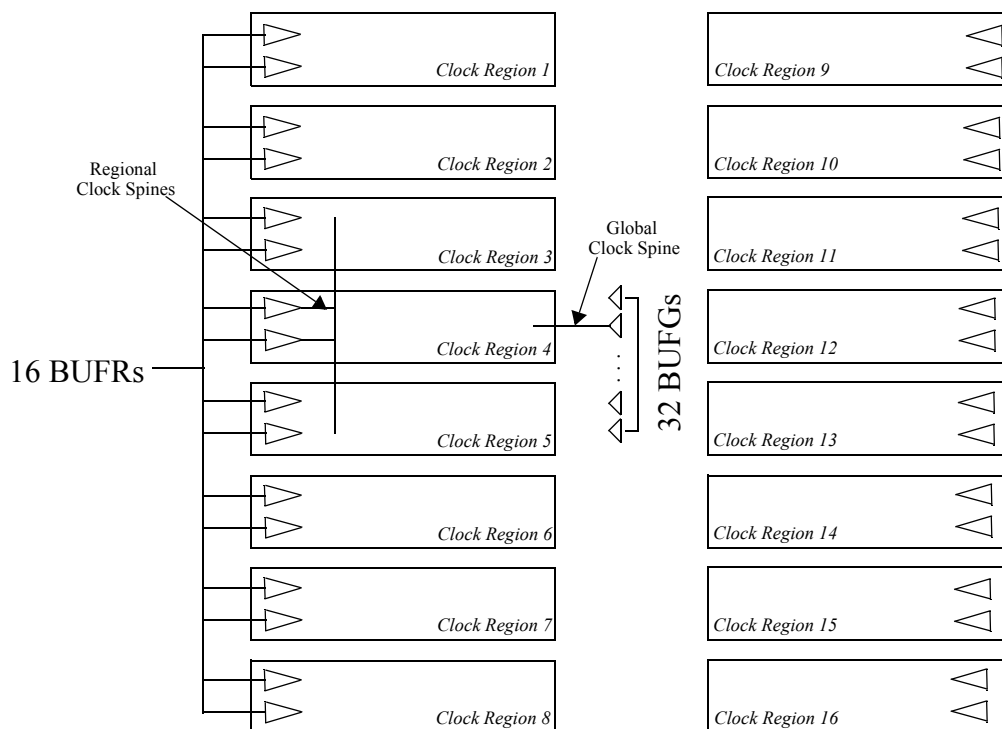 Clock Region 1
Clock Region 9
Clock Region 2
Clock Region 10
Regional
Clock Spines
Clock Region 3
Global
Clock Spine
Clock Region 11
Clock Region 4
Clock Region 12
16 BUFRs
32 BUFGs
Clock Region 5
Clock Region 13
Clock Region 6
Clock Region 14
Clock Region 7
Clock Region 15
Clock Region 8
Clock Region 16